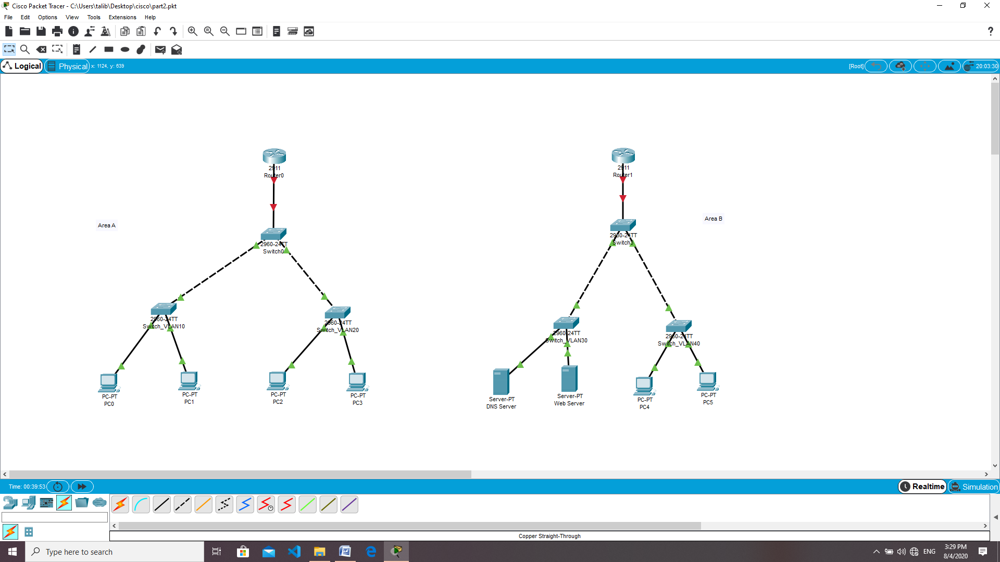 Cisco Packet Tracer - C:\Users\talib\Desktop\cisco\part2.pkt
File Edit Options View Tools Extensions Help
?
Logical Physical x: 1124, y: 639 [Root] 20:03:30
2911
Router0
2911
Router1
Area A
Area B
2960-24TT
Switch0
2960-24TT
Switch3
2960-24TT
Switch_VLAN10
2960-24TT
Switch_VLAN20
2960-24TT
Switch_VLAN30
2960-24TT
Switch_VLAN40
PC-PT
PC0
PC-PT
PC1
PC-PT
PC2
PC-PT
PC3
Server-PT
DNS Server
Server-PT
Web Server
PC-PT
PC4
PC-PT
PC5
Time: 00:39:53 Realtime Simulation
Copper Straight-Through
Type here to search
ENG
3:29 PM
8/4/2020